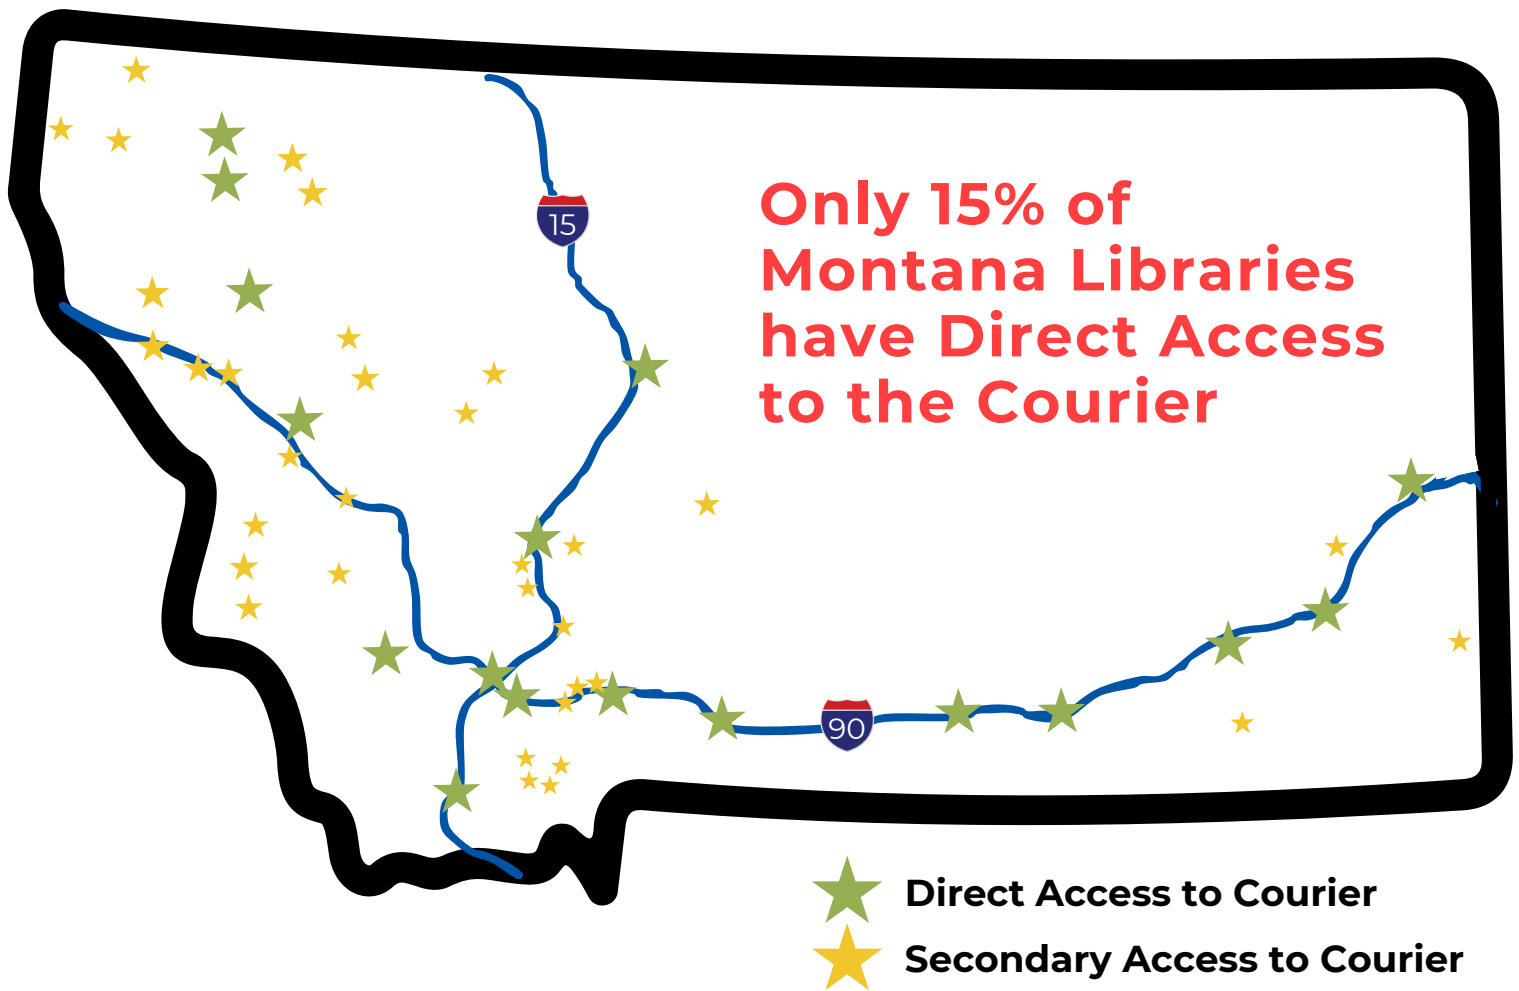 15
Only 15% of
Montana Libraries
have Direct Access
to the Courier
90
Direct Access to Courier
Secondary Access to Courier